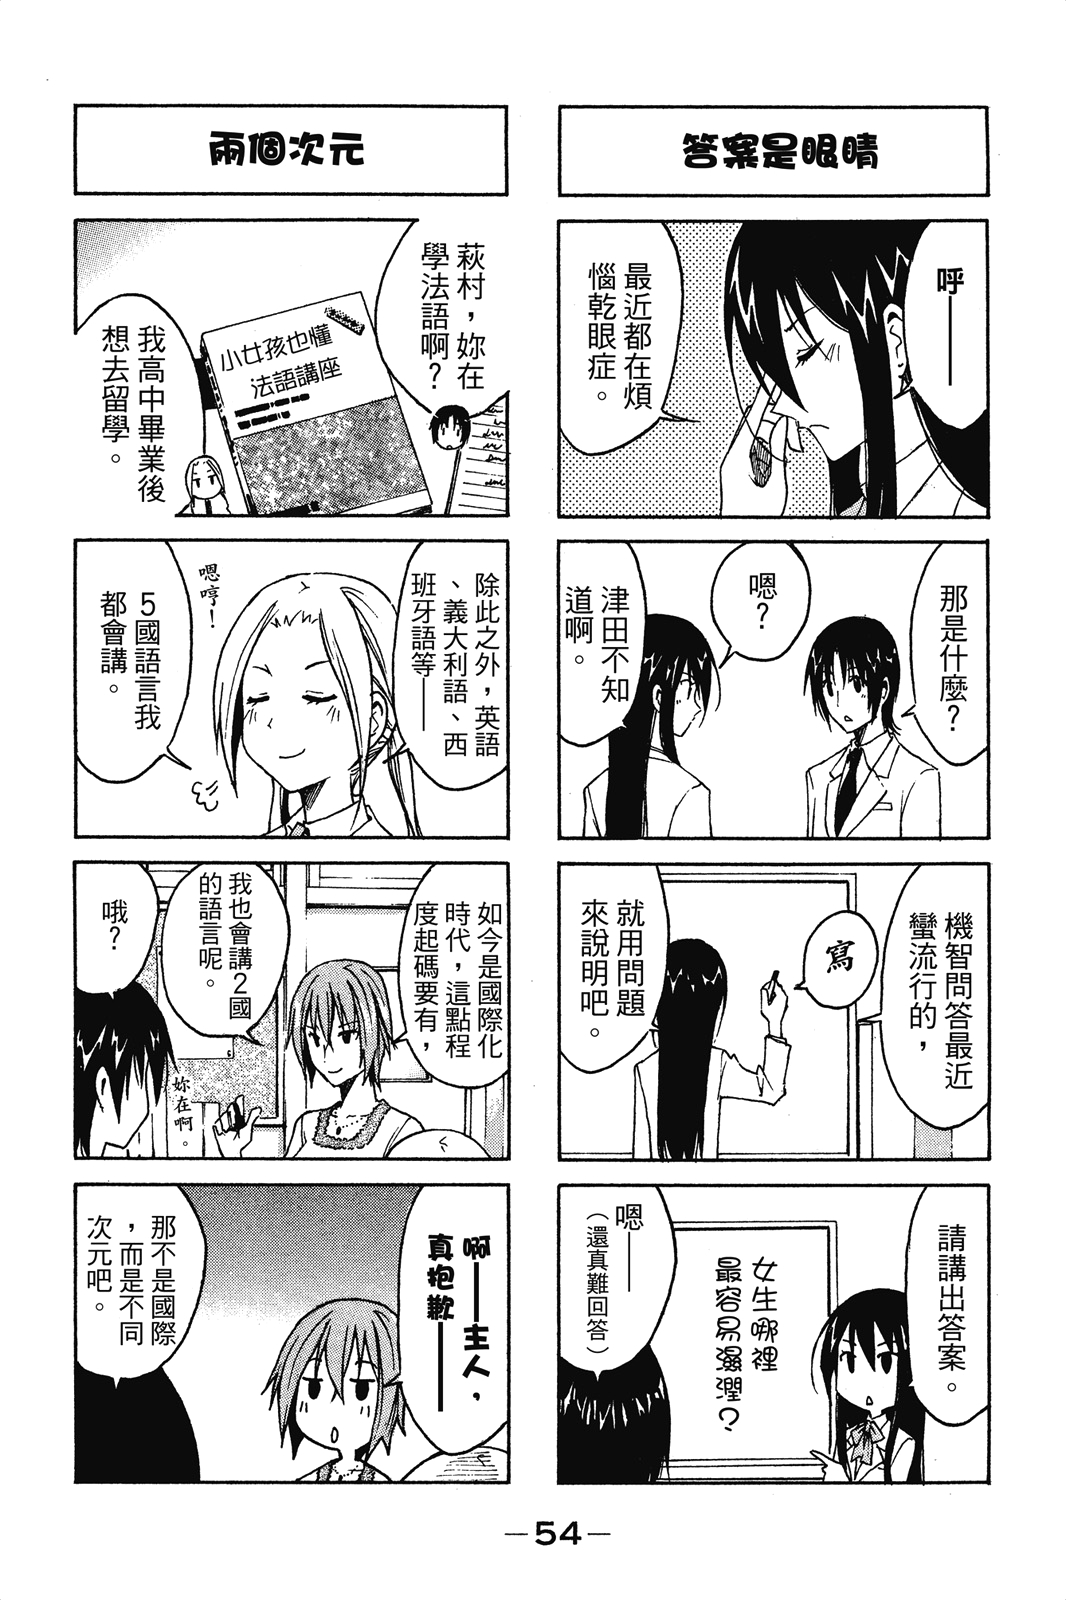 答案是眼睛
呼——
最近都在煩
惱乾眼症。
那是什麼?
嗯?
津田不知
道啊。
機智問答最近
蠻流行的,
寫
就用問題
來說明吧。
請講出答案。
女生哪裡
最容易濕潤?
嗯——
(還真難回答)
兩個次元
萩村,妳在
學法語啊?
小女孩也懂
法語講座
我高中畢業後
想去留學。
除此之外,英語
、義大利語、西
班牙語等——
嗯哼!
5國語言我
都會講。
如今是國際化
時代,這點程
度起碼要有,
我也會講2國
的語言呢。
妳在啊。
哦?
啊——主人,
真抱歉——
那不是國際
,而是不同
次元吧。
—54—